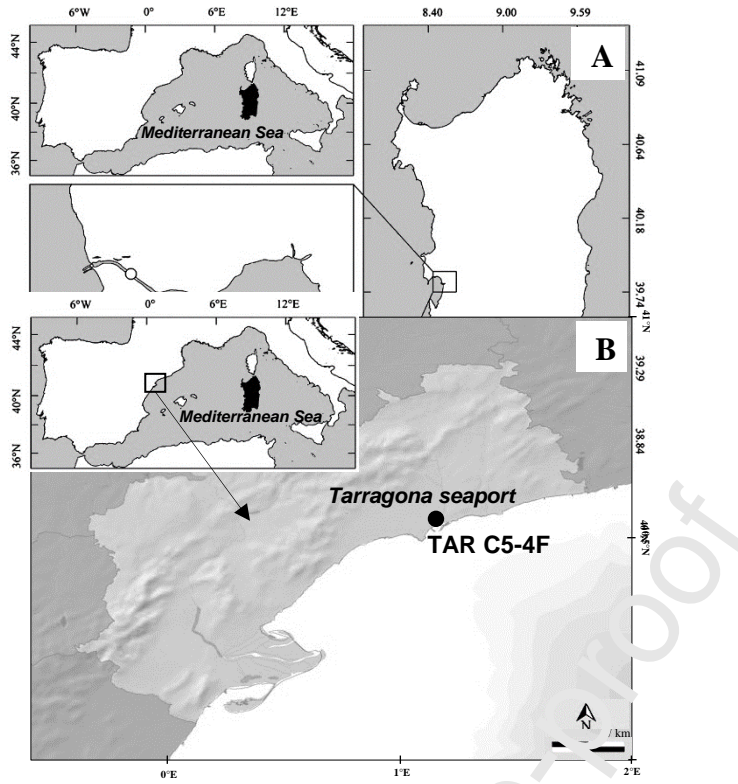 6°W 0° 6°E 12°E
8.40 9.00 9.59
44°N
40°N
36°N
Mediterranean Sea
A
41.09
40.64
40.18
39.74
6°W 0° 6°E 12°E
41°N
44°N
40°N
36°N
Mediterranean Sea
B
39.29
38.84
Tarragona seaport
TAR C5-4F
N
/ km
0°E 1°E 2°E
-proof